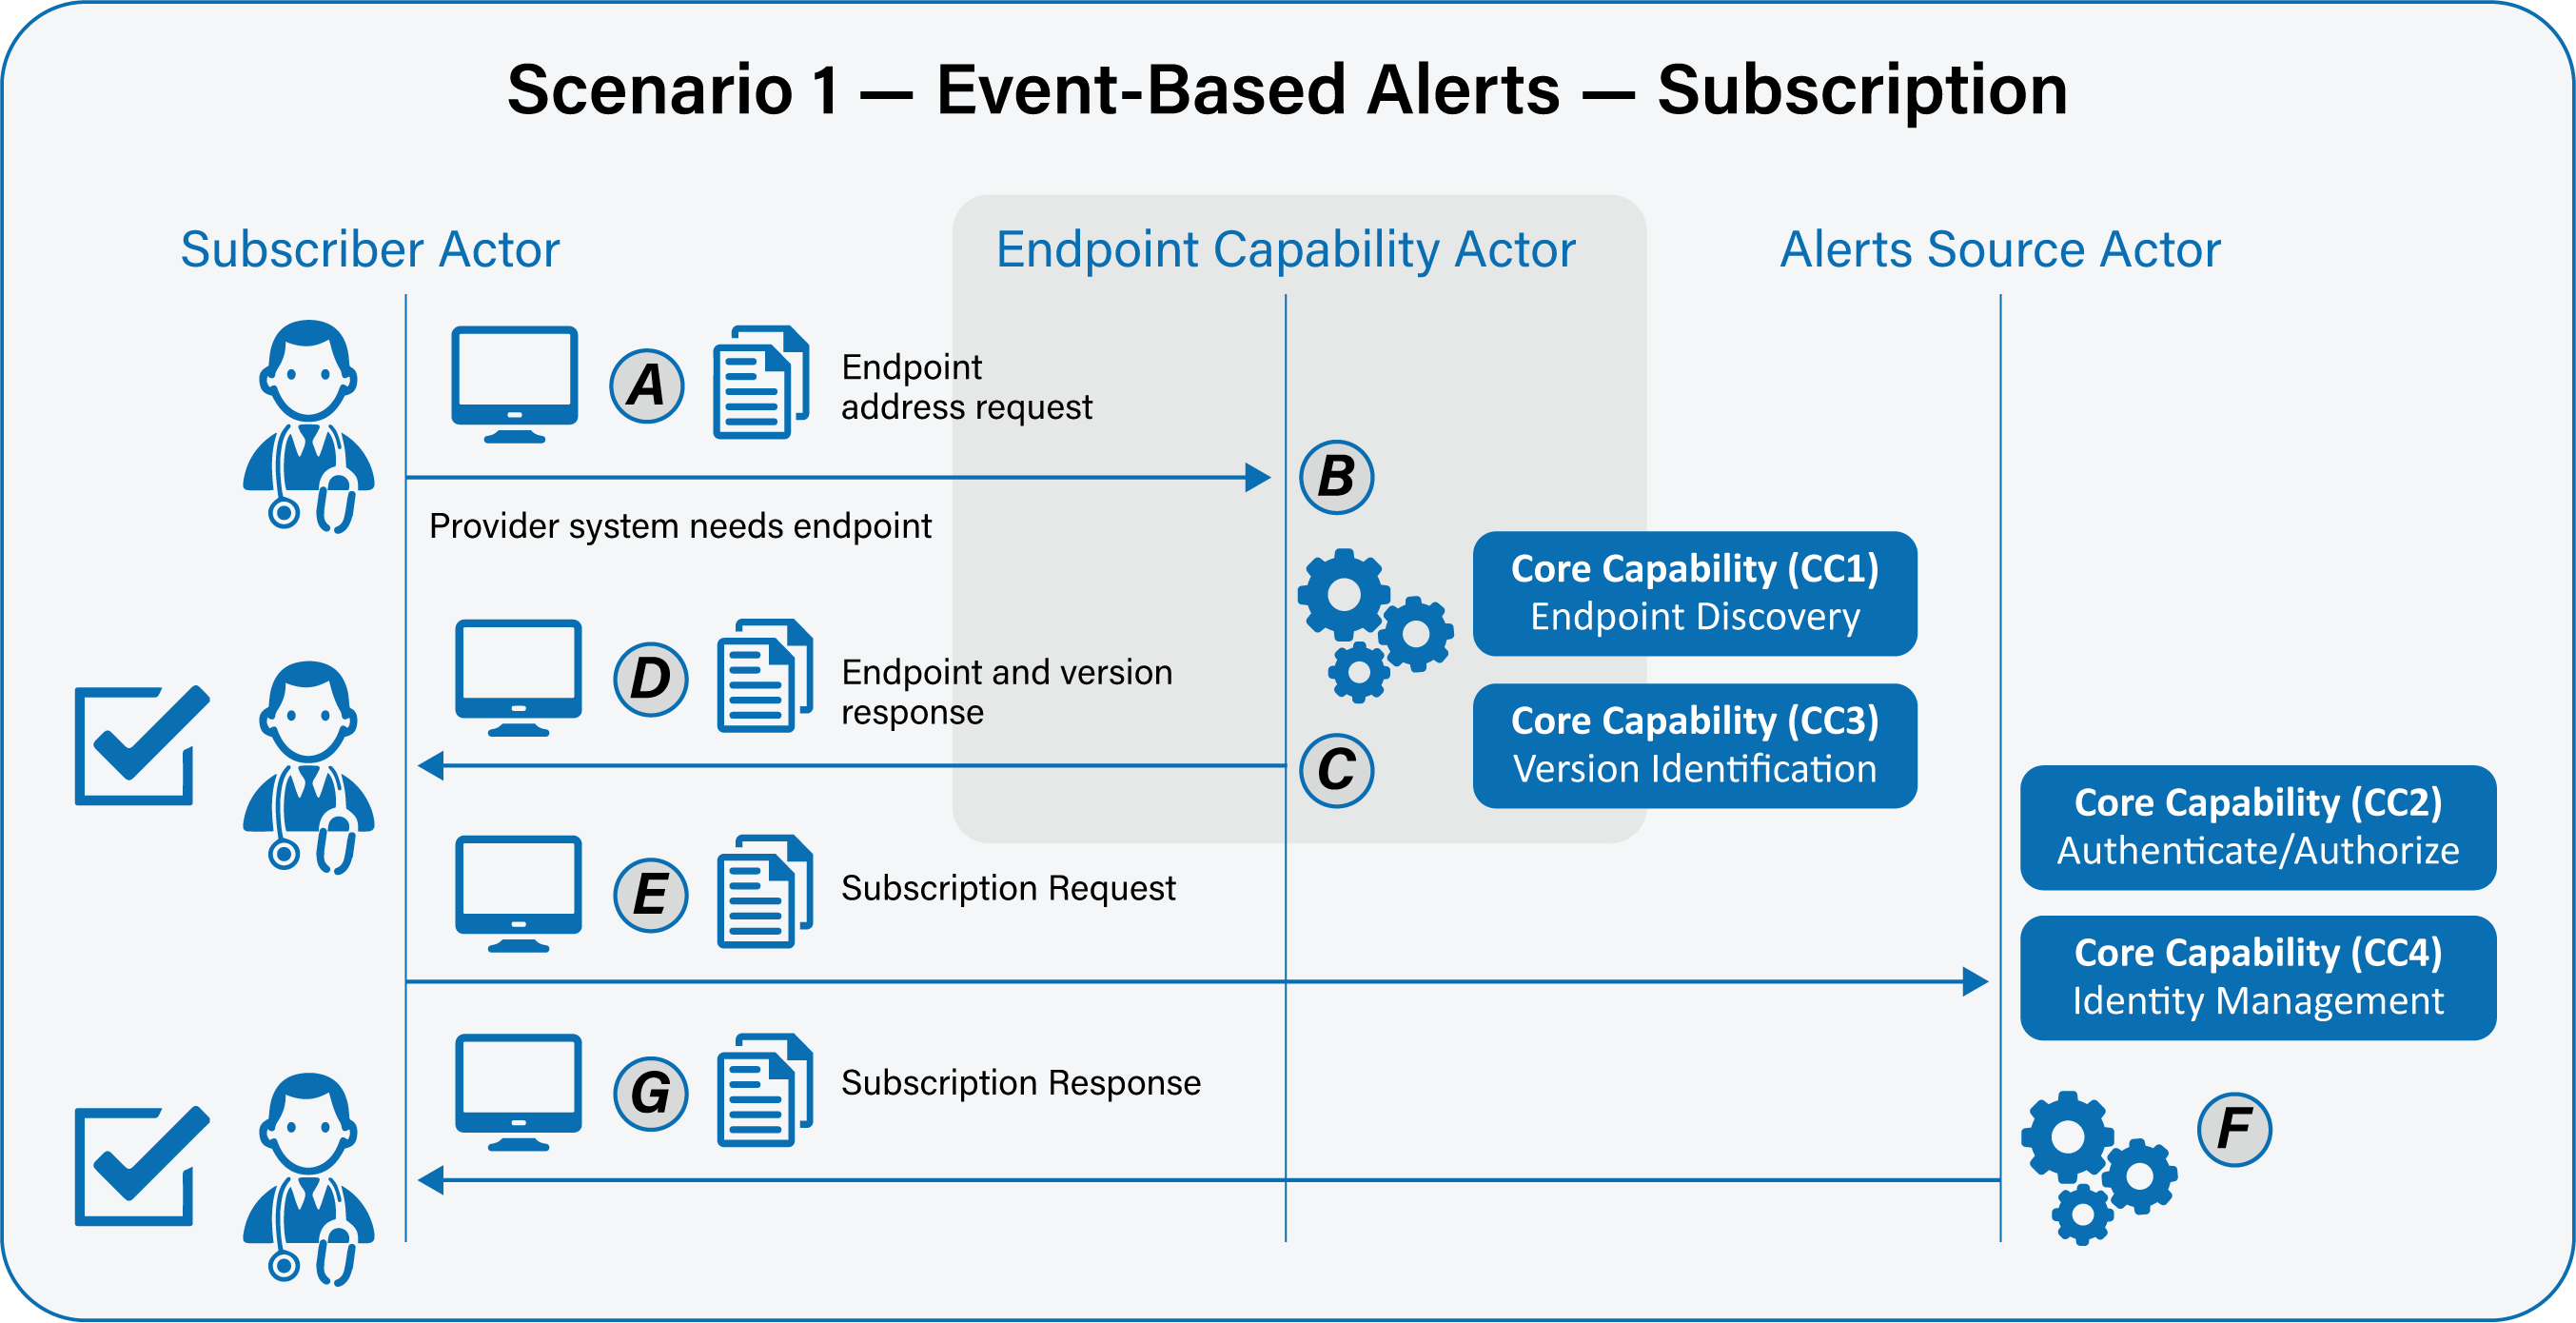 Scenario 1 — Event-Based Alerts — Subscription
Subscriber Actor
Endpoint Capability Actor
Alerts Source Actor
A
Endpoint
address request
B
Provider system needs endpoint
Core Capability (CC1)
Endpoint Discovery
D
Endpoint and version
response
Core Capability (CC3)
Version Identification
C
Core Capability (CC2)
Authenticate/Authorize
E
Subscription Request
Core Capability (CC4)
Identity Management
G
Subscription Response
F